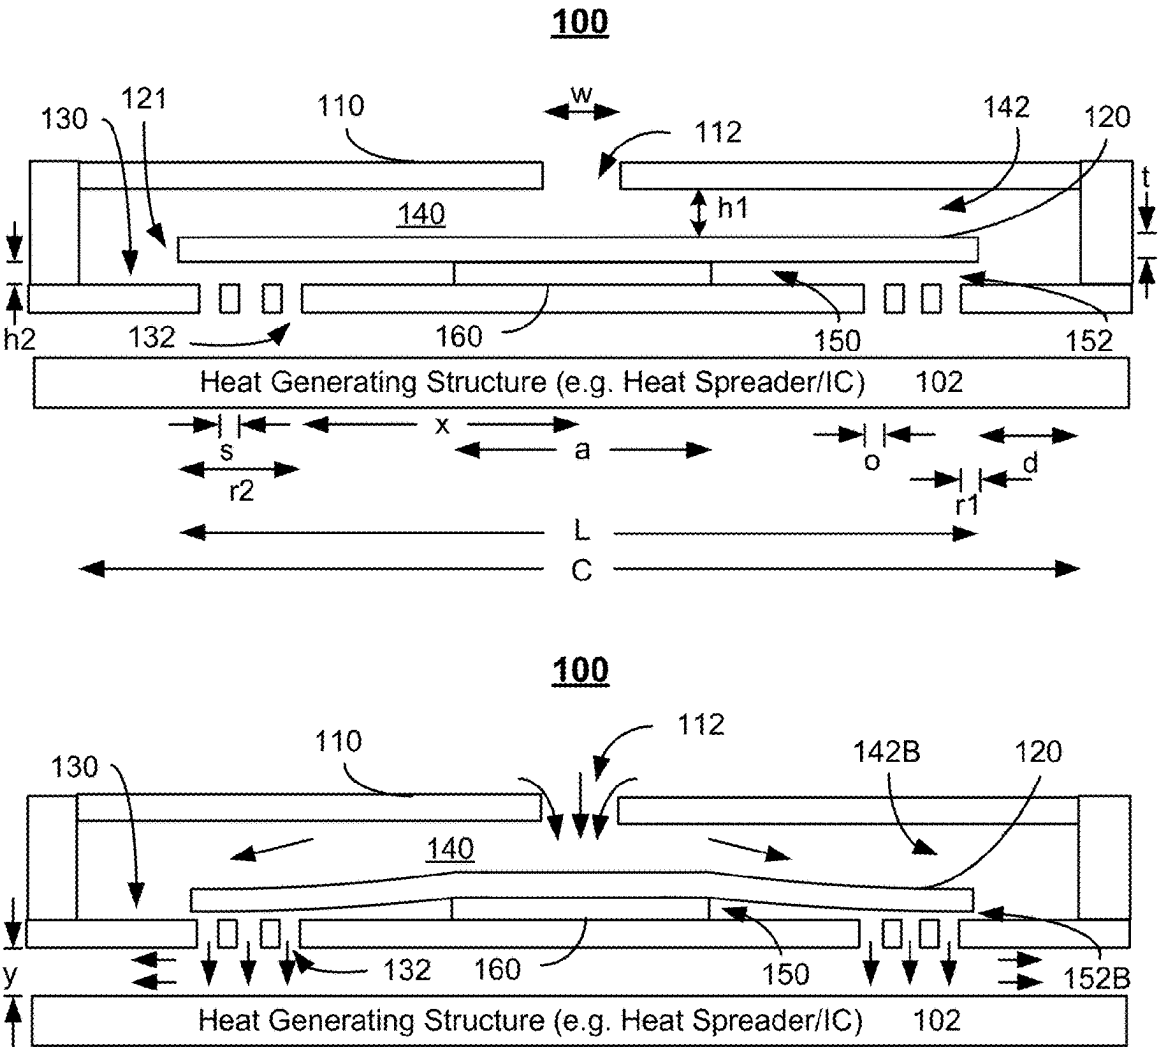 100
w
121
110
142
120
130
112
t
140
h1
h2
132
160
150
152
Heat Generating Structure (e.g. Heat Spreader/IC) 102
s
x
a
o
d
r2
r1
L
C
100
112
110
142B
120
130
140
y
132
160
150
152B
Heat Generating Structure (e.g. Heat Spreader/IC) 102